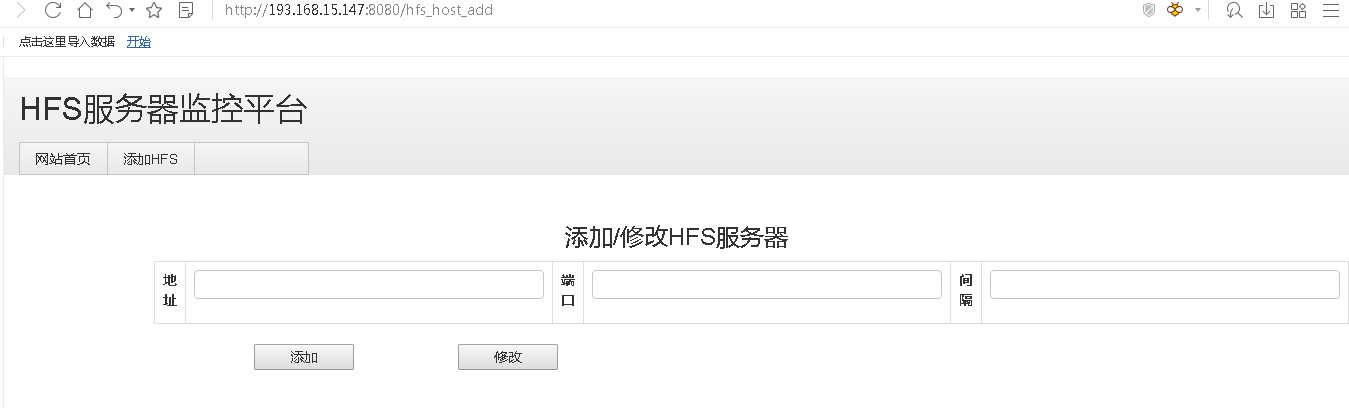 http://193.168.15.147:8080/hfs_host_add
点击这里导入数据 开始
HFS服务器监控平台
网站首页 添加HFS
添加/修改HFS服务器
地址 端口 间隔
添加 修改